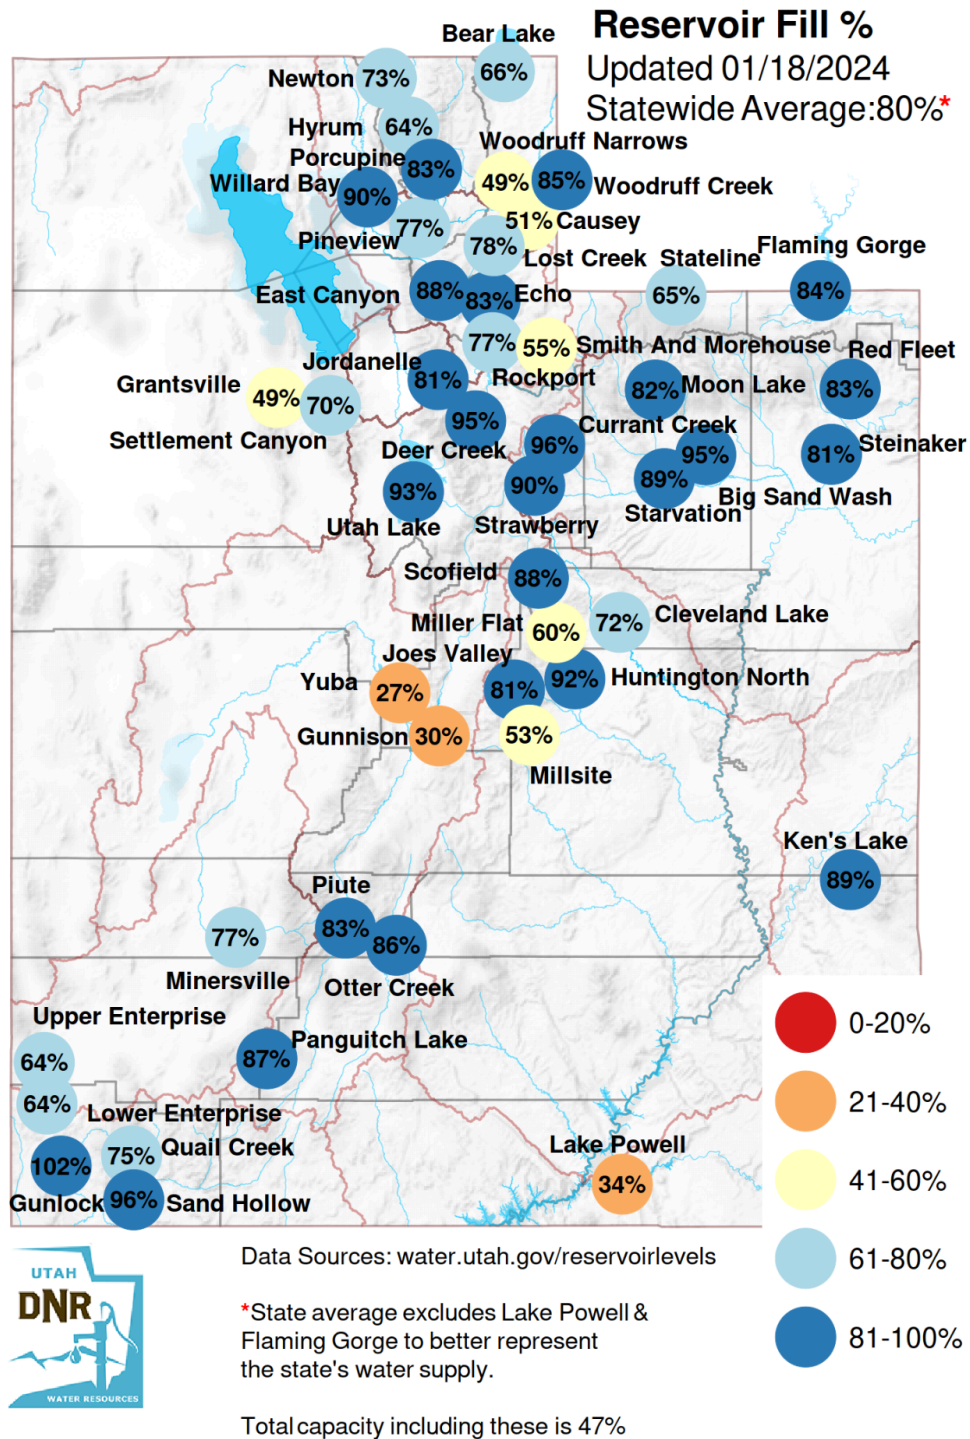 Reservoir Fill %
Updated 01/18/2024
Statewide Average:80%*
Bear Lake
66%
Newton
73%
Hyrum
64%
Woodruff Narrows
49%
Porcupine
83%
85%
Woodruff Creek
Willard Bay
90%
51%
Causey
Pineview
77%
78%
Lost Creek
Stateline
65%
Flaming Gorge
84%
East Canyon
88%
83%
Echo
77%
Rockport
55%
Smith And Morehouse
Red Fleet
83%
Jordanelle
81%
82%
Moon Lake
Grantsville
49%
70%
Settlement Canyon
95%
Deer Creek
Currant Creek
96%
95%
Big Sand Wash
81%
Steinaker
93%
Utah Lake
90%
Strawberry
89%
Starvation
Scofield
88%
Miller Flat
60%
72%
Cleveland Lake
Joes Valley
81%
92%
Huntington North
Yuba
27%
Gunnison
30%
53%
Millsite
Ken's Lake
89%
Piute
83%
86%
Otter Creek
77%
Minersville
Upper Enterprise
64%
Panguitch Lake
87%
64%
Lower Enterprise
75%
Quail Creek
102%
Gunlock
96%
Sand Hollow
Lake Powell
34%
0-20%
21-40%
41-60%
61-80%
81-100%
UTAH
DNR
WATER RESOURCES
Data Sources: water.utah.gov/reservoirlevels
*State average excludes Lake Powell &
Flaming Gorge to better represent
the state's water supply.
Total capacity including these is 47%